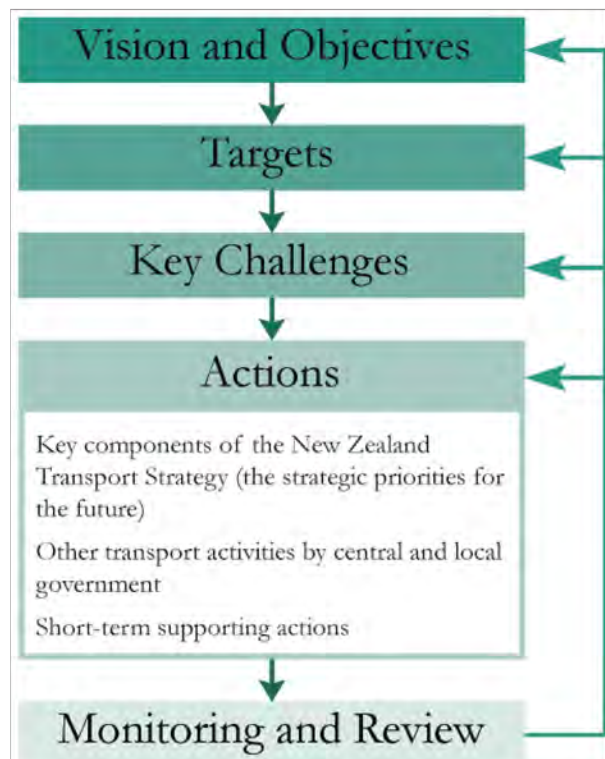 Vision and Objectives
Targets
Key Challenges
Actions
Key components of the New Zealand
Transport Strategy (the strategic priorities for
the future)
Other transport activities by central and local
government
Short-term supporting actions
Monitoring and Review